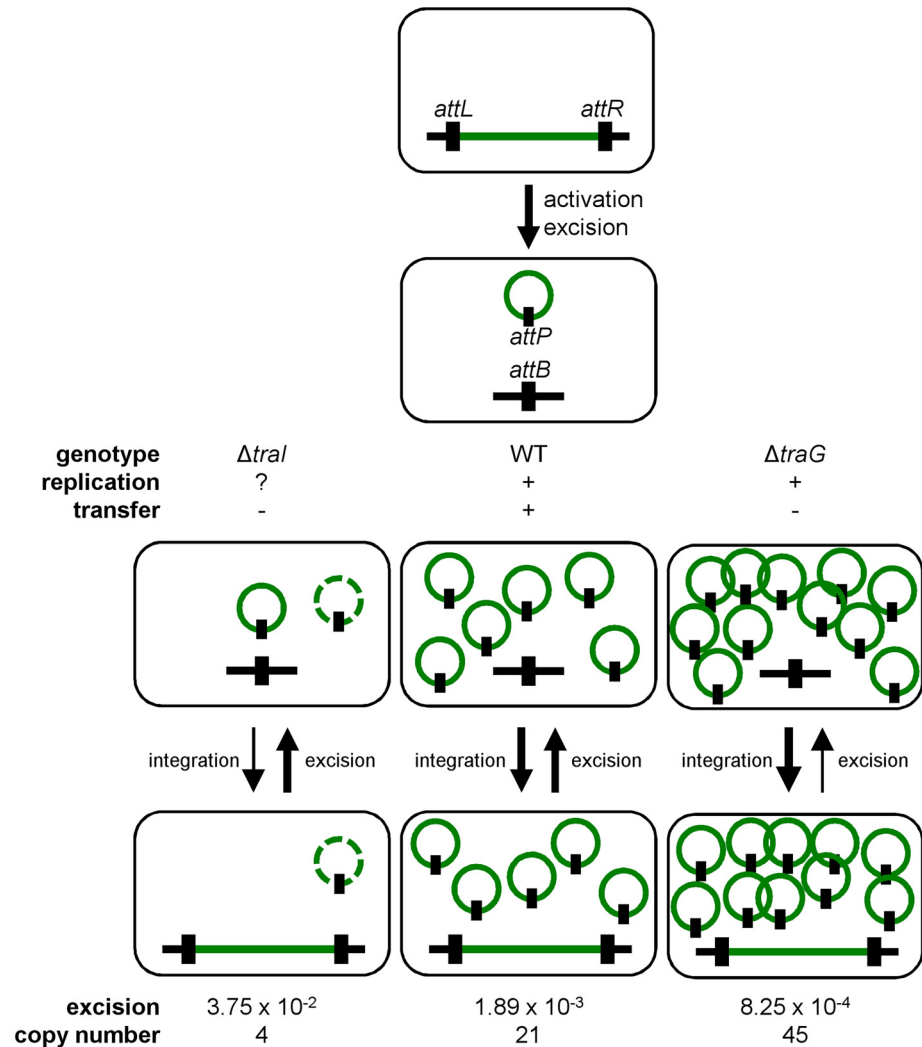 attL attR
activation
excision
attP
attB
genotype ΔtraI WT ΔtraG
replication ? + +
transfer - + -
integration excision integration excision integration excision
excision 3.75 x 10⁻² 1.89 x 10⁻³ 8.25 x 10⁻⁴
copy number 4 21 45